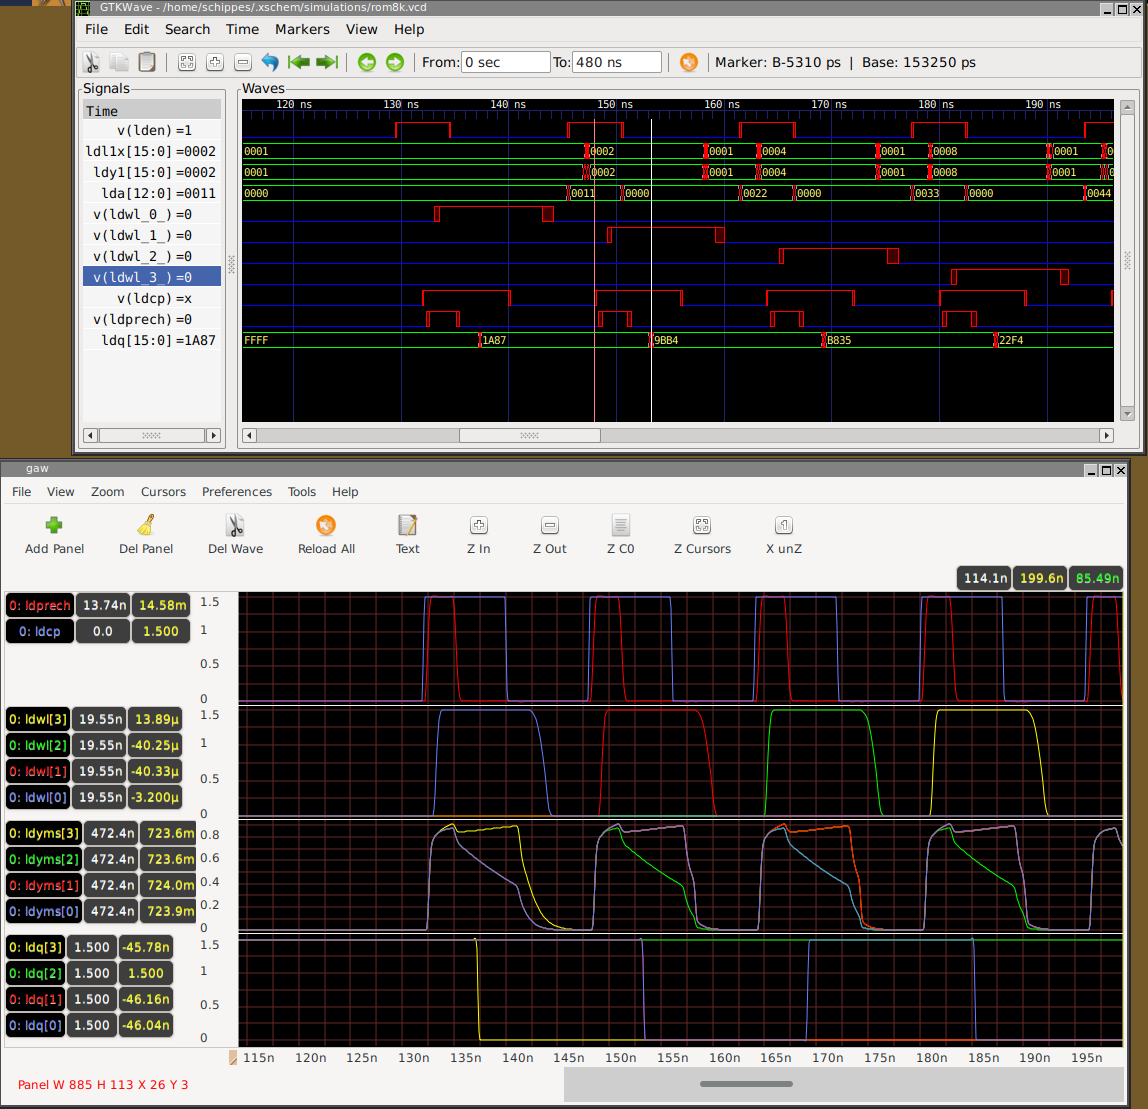 GTKWave - /home/schippes/.xschem/simulations/rom8k.vcd
File Edit Search Time Markers View Help
From: 0 sec To: 480 ns Marker: B-5310 ps | Base: 153250 ps
Signals Waves
Time 120 ns 130 ns 140 ns 150 ns 160 ns 170 ns 180 ns 190 ns
v(lden) =1
ldl1x[15:0] =0002 0001 0002 0001 0004 0001 0008 0001
ldy1[15:0] =0002 0001 0002 0001 0004 0001 0008 0001
lda[12:0] =0011 0000 0011 0000 0022 0000 0033 0000 0044
v(ldwl_0_) =0
v(ldwl_1_) =0
v(ldwl_2_) =0
v(ldwl_3_) =0
v(ldcp) =x
v(ldprech) =0
ldq[15:0] =1A87 FFFF 1A87 9BB4 B835 22F4
gaw
File View Zoom Cursors Preferences Tools Help
Add Panel Del Panel Del Wave Reload All Text Z In Z Out Z C0 Z Cursors X unZ
114.1n 199.6n 85.49n
0: ldprech 13.74n 14.58m 1.5
0: ldcp 0.0 1.500 1
0.5
0
0: ldwl[3] 19.55n 13.89µ 1.5
0: ldwl[2] 19.55n -40.25µ 1
0: ldwl[1] 19.55n -40.33µ 0.5
0: ldwl[0] 19.55n -3.200µ
0
0: ldyms[3] 472.4n 723.6m 0.8
0: ldyms[2] 472.4n 723.6m 0.6
0: ldyms[1] 472.4n 724.0m 0.4
0: ldyms[0] 472.4n 723.9m 0.2
0
0: ldq[3] 1.500 -45.78n 1.5
0: ldq[2] 1.500 1.500 1
0: ldq[1] 1.500 -46.16n 0.5
0: ldq[0] 1.500 -46.04n
0
115n 120n 125n 130n 135n 140n 145n 150n 155n 160n 165n 170n 175n 180n 185n 190n 195n
Panel W 885 H 113 X 26 Y 3